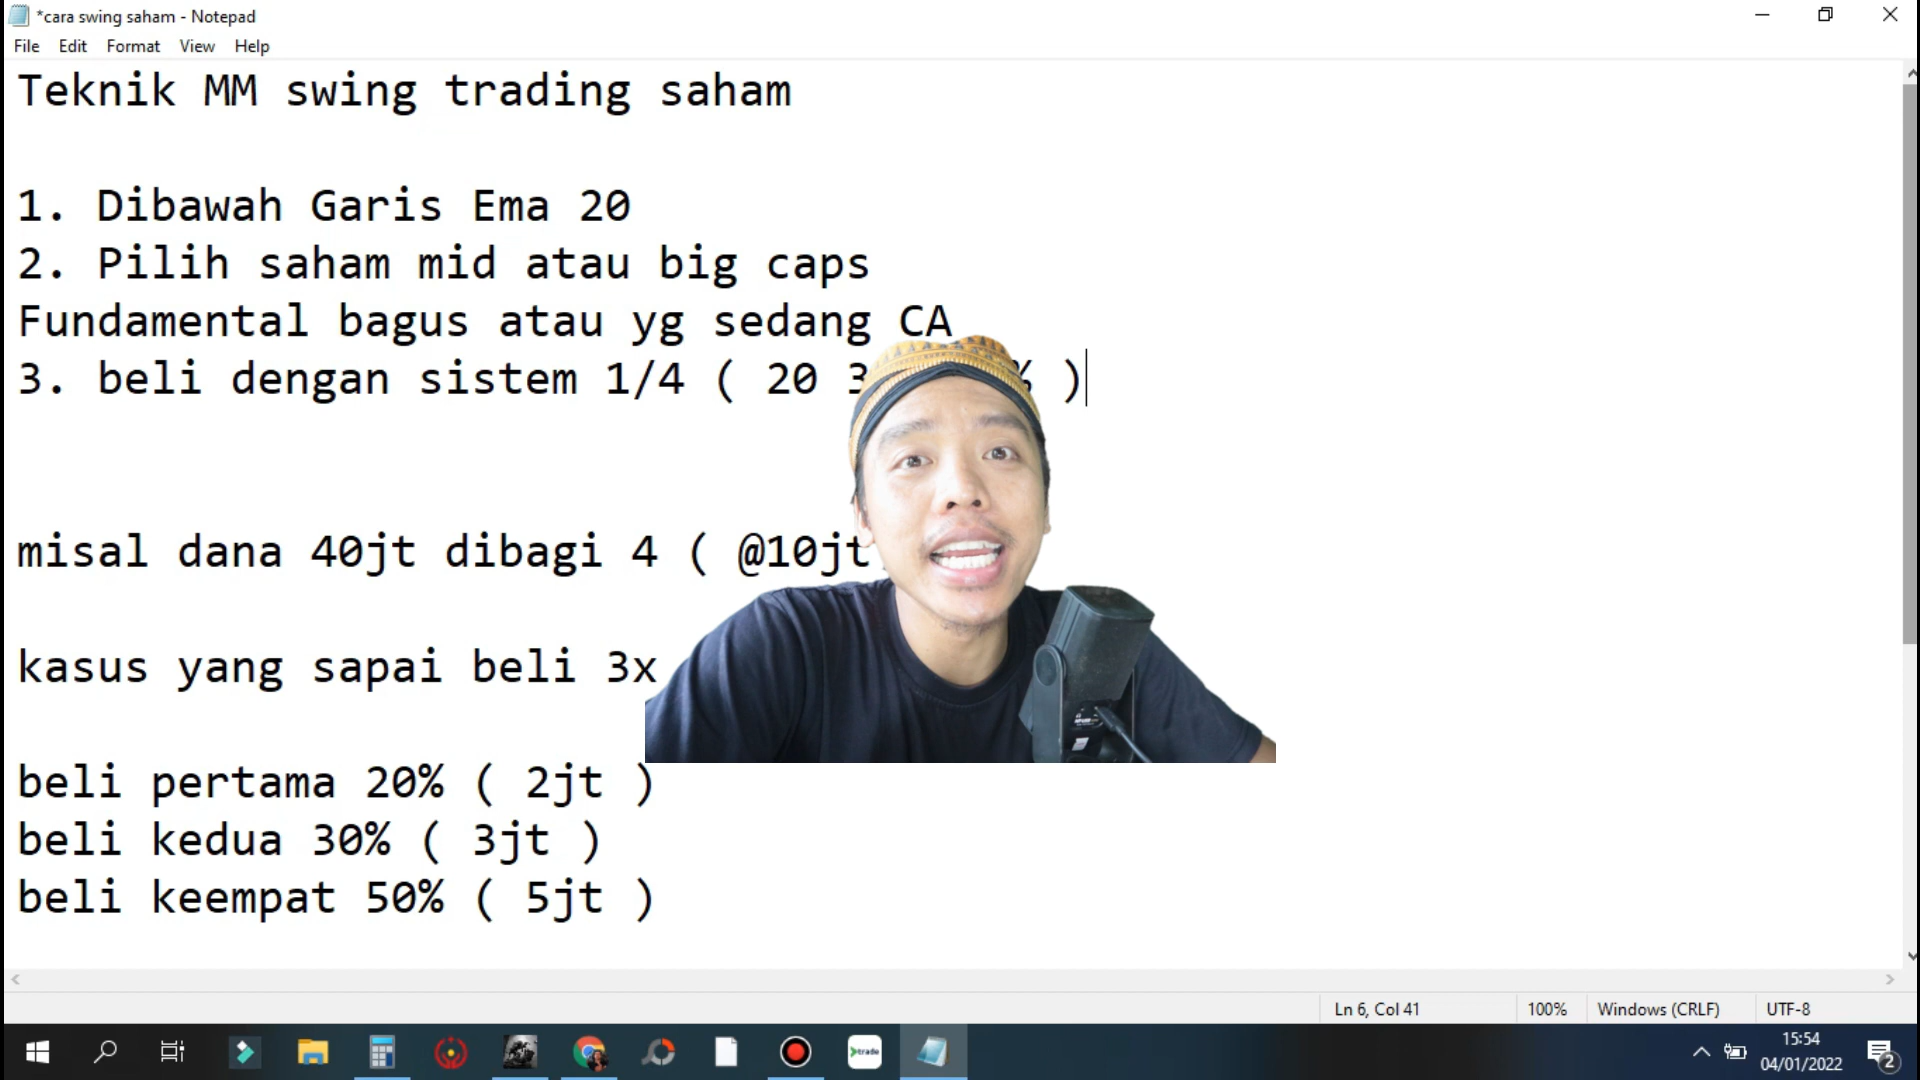 *cara swing saham - Notepad
File Edit Format View Help
Teknik MM swing trading saham
1. Dibawah Garis Ema 20
2. Pilih saham mid atau big caps
Fundamental bagus atau yg sedang CA
3. beli dengan sistem 1/4 ( 20 3 % )
misal dana 40jt dibagi 4 ( @10jt
kasus yang sapai beli 3x
beli pertama 20% ( 2jt )
beli kedua 30% ( 3jt )
beli keempat 50% ( 5jt )
Ln 6, Col 41 100% Windows (CRLF) UTF-8
trade
15:54
04/01/2022
2